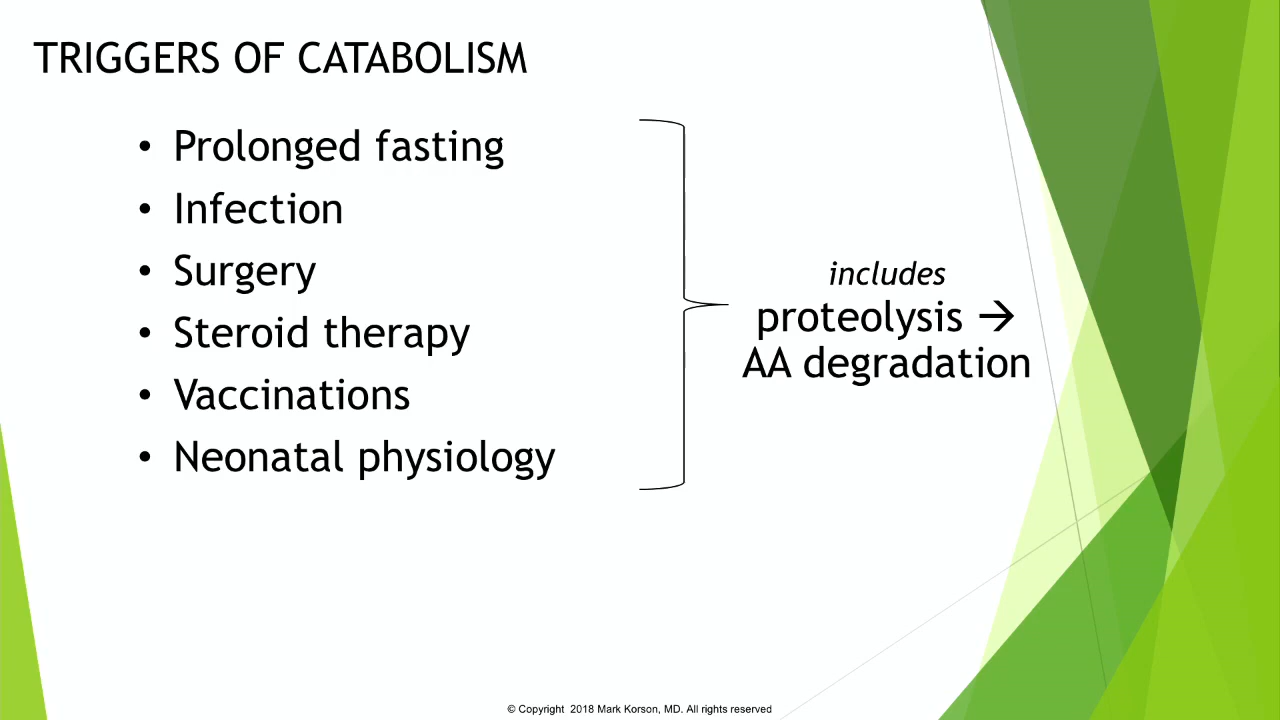 TRIGGERS OF CATABOLISM
• Prolonged fasting
• Infection
• Surgery
• Steroid therapy
• Vaccinations
• Neonatal physiology
includes
proteolysis →
AA degradation
© Copyright 2018 Mark Korson, MD. All rights reserved